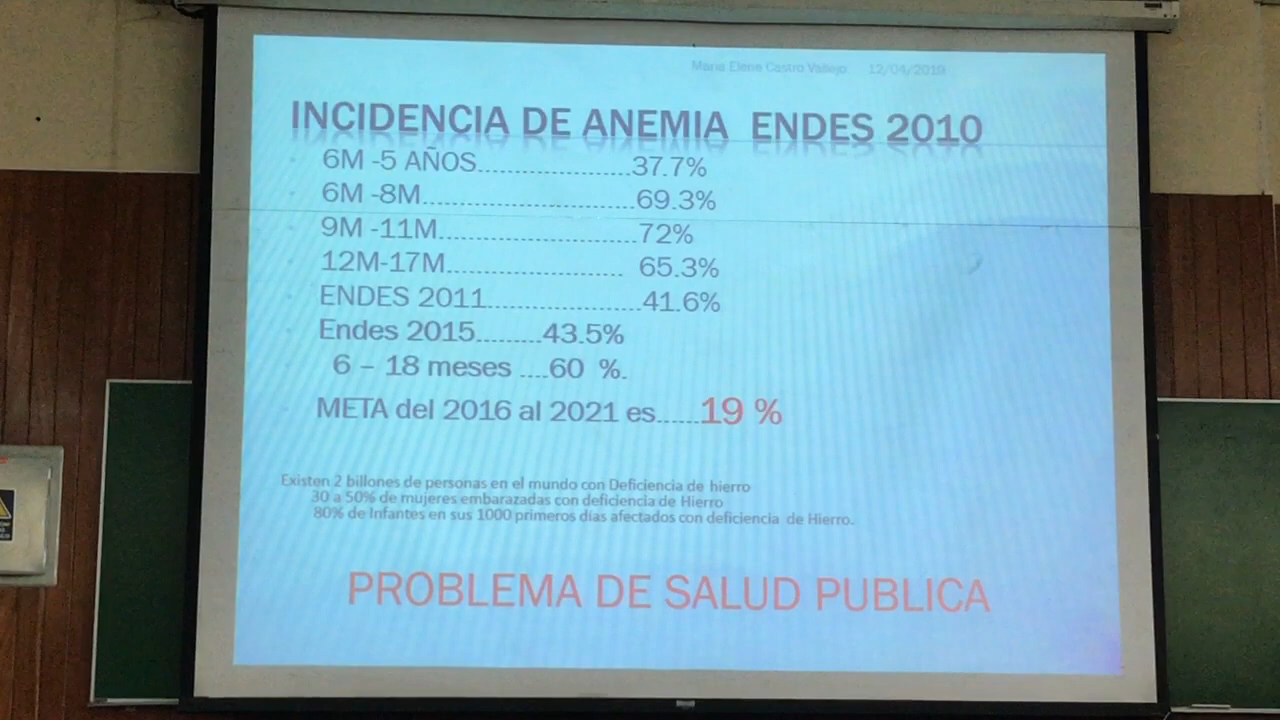 Maria Elena Castro Vallejo 12/04/2019
INCIDENCIA DE ANEMIA ENDES 2010
6M -5 AÑOS......................37.7%
6M -8M..............................69.3%
9M -11M............................72%
12M-17M......................... 65.3%
ENDES 2011......................41.6%
Endes 2015.........43.5%
6 – 18 meses ....60 %.
META del 2016 al 2021 es......19 %
Existen 2 billones de personas en el mundo con Deficiencia de hierro
30 a 50% de mujeres embarazadas con deficiencia de Hierro
80% de Infantes en sus 1000 primeros días afectados con deficiencia de Hierro.
PROBLEMA DE SALUD PUBLICA